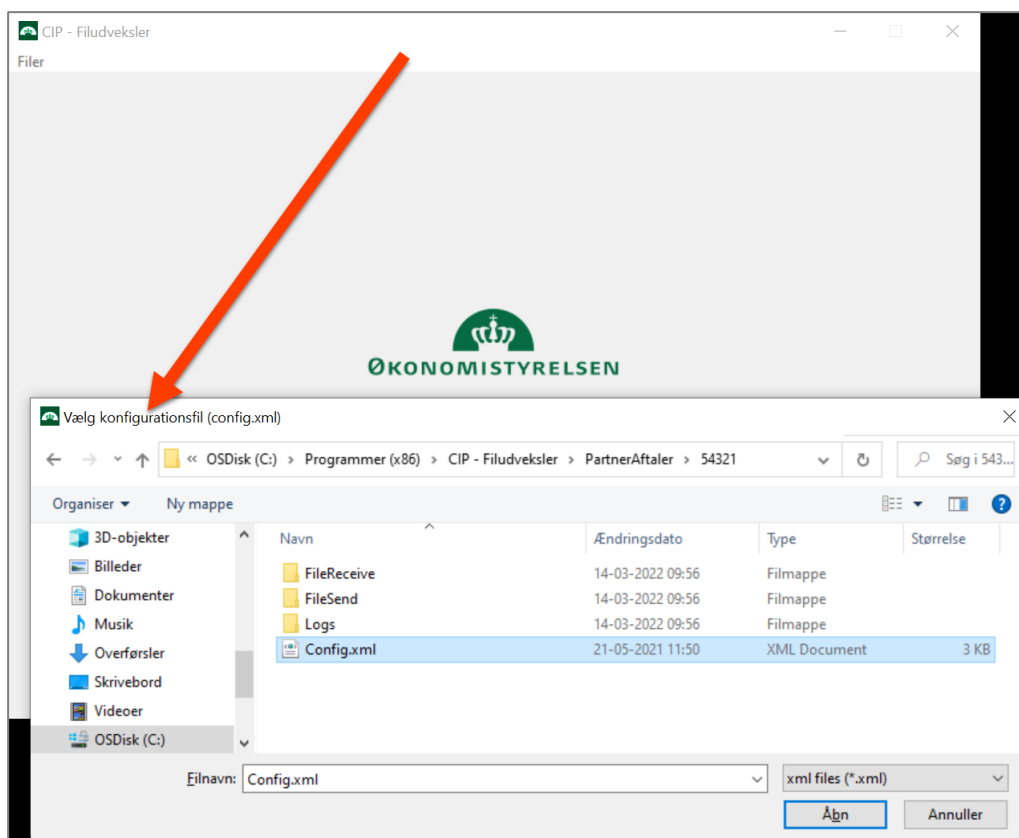 CIP - Filudveksler
Filer
ØKONOMISTYRELSEN
Vælg konfigurationsfil (config.xml)
« OSDisk (C:) › Programmer (x86) › CIP - Filudveksler › PartnerAftaler › 54321
Søg i 543...
Organiser Ny mappe
3D-objekter
Billeder
Dokumenter
Musik
Overførsler
Skrivebord
Videoer
OSDisk (C:)
Navn Ændringsdato Type Størrelse
FileReceive 14-03-2022 09:56 Filmappe
FileSend 14-03-2022 09:56 Filmappe
Logs 14-03-2022 09:56 Filmappe
Config.xml 21-05-2021 11:50 XML Document 3 KB
Filnavn: Config.xml xml files (*.xml)
Åbn Annuller